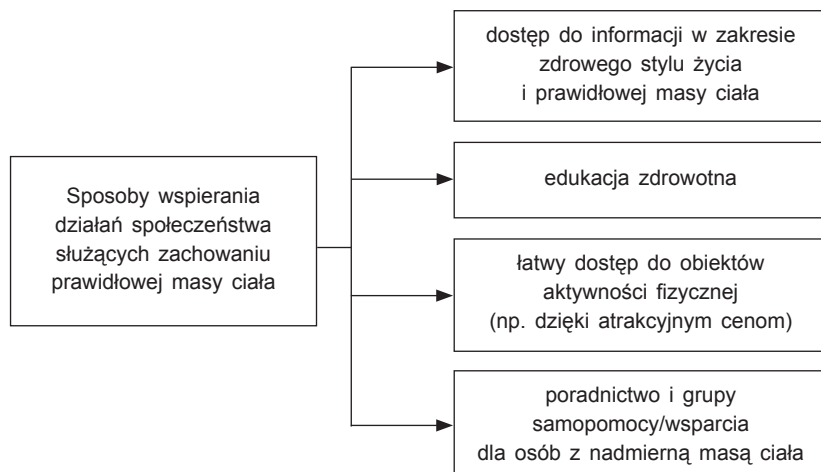 Sposoby wspierania
działań społeczeństwa
służących zachowaniu
prawidłowej masy ciała
dostęp do informacji w zakresie
zdrowego stylu życia
i prawidłowej masy ciała
edukacja zdrowotna
łatwy dostęp do obiektów
aktywności fizycznej
(np. dzięki atrakcyjnym cenom)
poradnictwo i grupy
samopomocy/wsparcia
dla osób z nadmierną masą ciała